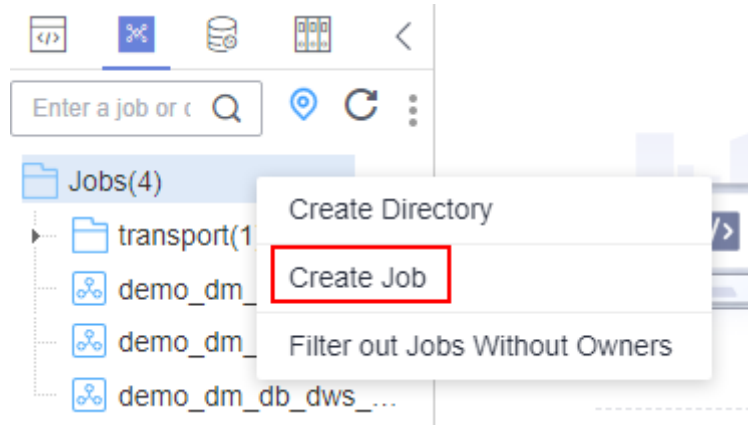 </>
Enter a job or
Jobs(4)
transport(1
demo_dm_
demo_dm_
demo_dm_db_dws_...
Create Directory
Create Job
Filter out Jobs Without Owners
/>